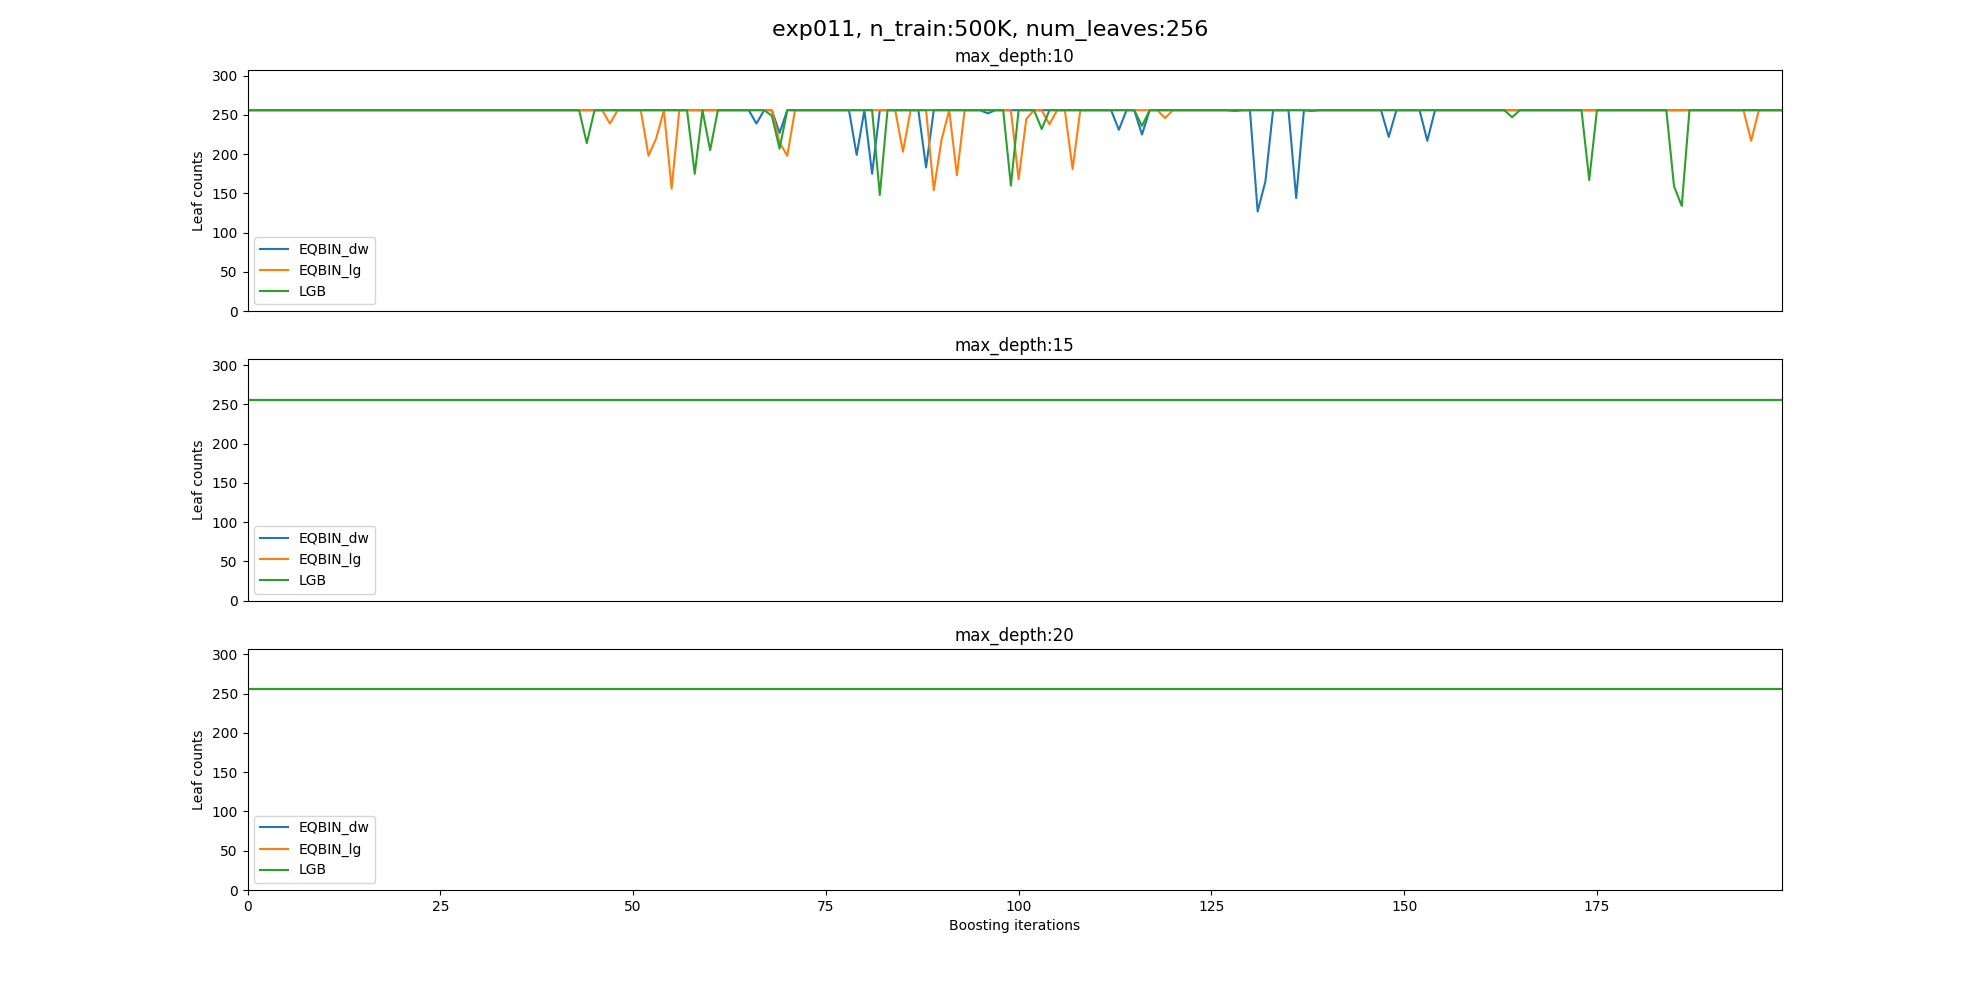 exp011, n_train:500K, num_leaves:256
max_depth:10
300
250
200
150
100
50
0
Leaf counts
EQBIN_dw
EQBIN_lg
LGB
max_depth:15
300
250
200
150
100
50
0
Leaf counts
EQBIN_dw
EQBIN_lg
LGB
max_depth:20
300
250
200
150
100
50
0
Leaf counts
EQBIN_dw
EQBIN_lg
LGB
0 25 50 75 100 125 150 175
Boosting iterations